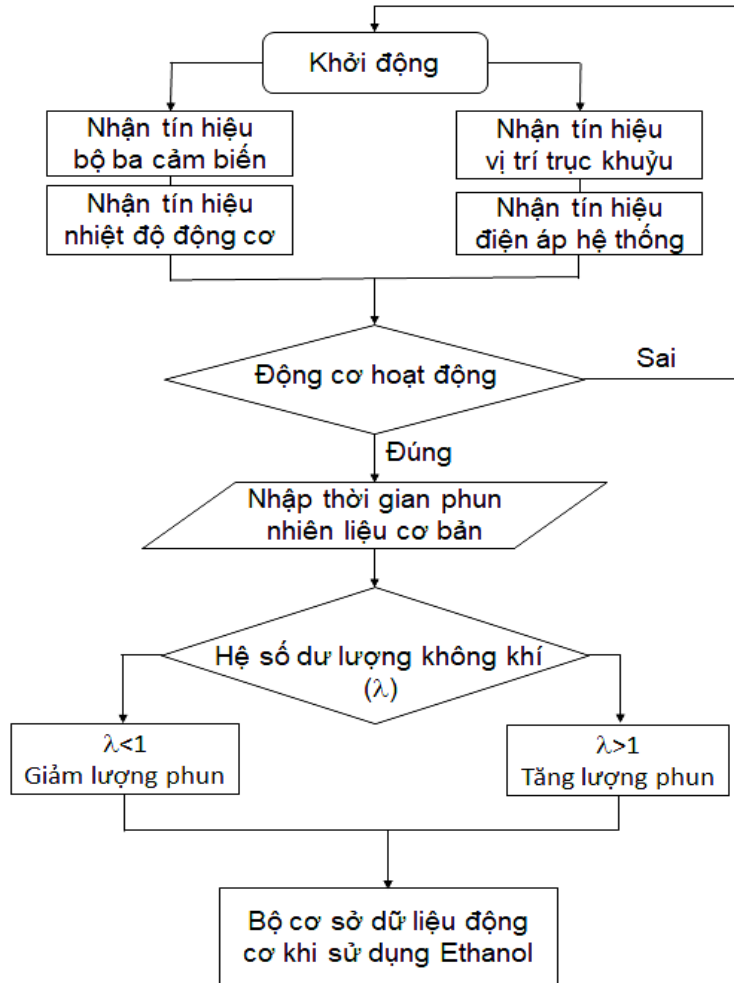 Khởi động
Nhận tín hiệu
bộ ba cảm biến
Nhận tín hiệu
vị trí trục khuỷu
Nhận tín hiệu
nhiệt độ động cơ
Nhận tín hiệu
điện áp hệ thống
Động cơ hoạt động
Sai
Đúng
Nhập thời gian phun
nhiên liệu cơ bản
Hệ số dư lượng không khí
(λ)
λ<1
Giảm lượng phun
λ>1
Tăng lượng phun
Bộ cơ sở dữ liệu động
cơ khi sử dụng Ethanol